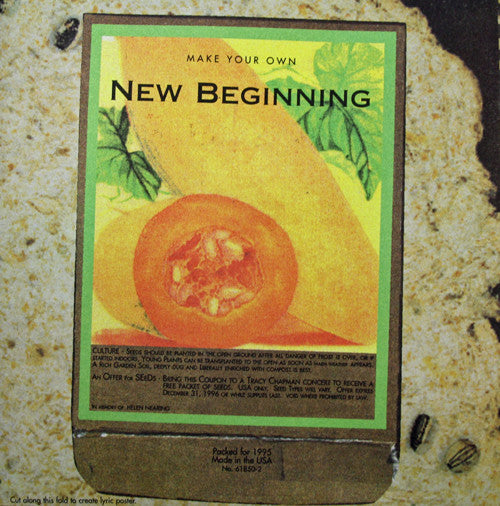 MAKE YOUR OWN
NEW BEGINNING
CULTURE - SEEDS SHOULD BE PLANTED IN THE OPEN GROUND AFTER ALL DANGER OF FROST IS OVER, OR IF
STARTED INDOORS, YOUNG PLANTS CAN BE TRANSPLANTED TO THE OPEN AS SOON AS WARM WEATHER APPEARS.
A RICH GARDEN SOIL, DEEPLY DUG AND LIBERALLY ENRICHED WITH COMPOST IS BEST.
AN OFFER FOR SEEDS - BRING THIS COUPON TO A TRACY CHAPMAN CONCERT TO RECEIVE A
FREE PACKET OF SEEDS. USA ONLY. SEED TYPES WILL VARY. OFFER EXPIRES
DECEMBER 31, 1996 OR WHILE SUPPLIES LAST. VOID WHERE PROHIBITED BY LAW.
IN MEMORY OF HELEN NEARING
Packed for 1995
Made in the USA
No. 61850-2
Cut along this fold to create lyric poster.